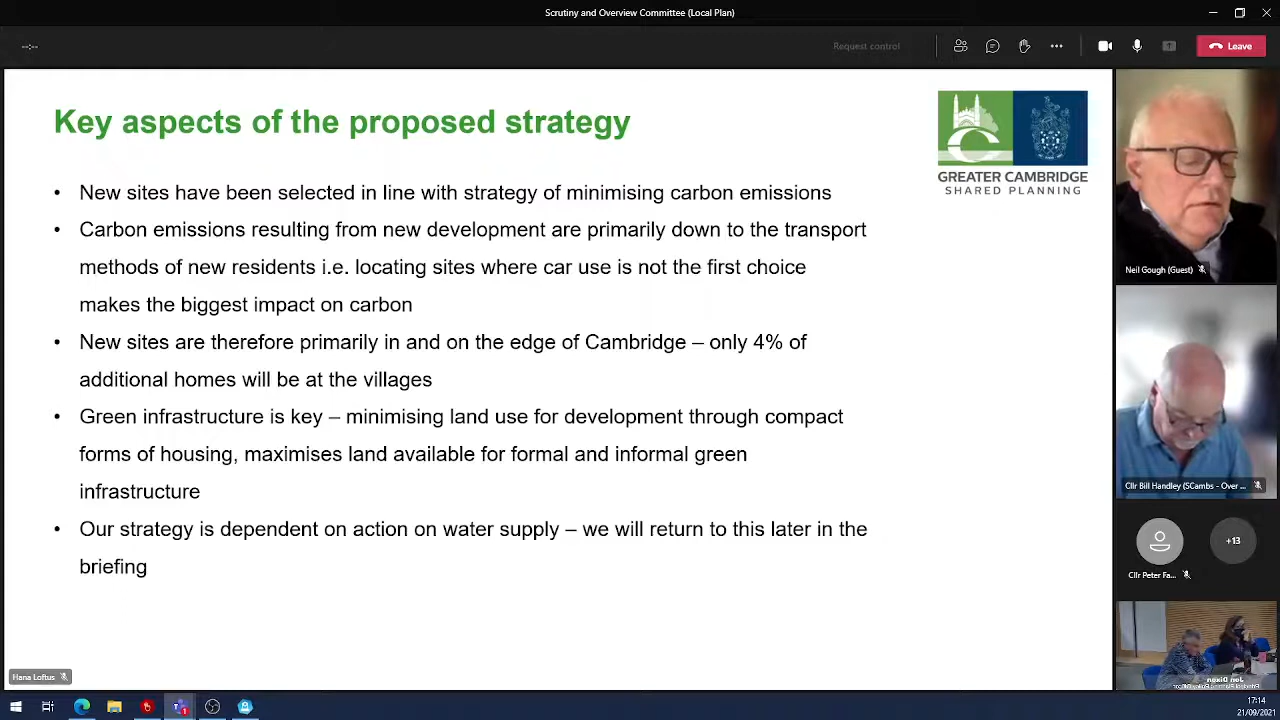 Scrutiny and Overview Committee (Local Plan)
Request control
Leave
Key aspects of the proposed strategy
GREATER CAMBRIDGE
SHARED PLANNING
• New sites have been selected in line with strategy of minimising carbon emissions
• Carbon emissions resulting from new development are primarily down to the transport
methods of new residents i.e. locating sites where car use is not the first choice
makes the biggest impact on carbon
• New sites are therefore primarily in and on the edge of Cambridge – only 4% of
additional homes will be at the villages
• Green infrastructure is key – minimising land use for development through compact
forms of housing, maximises land available for formal and informal green
infrastructure
• Our strategy is dependent on action on water supply – we will return to this later in the
briefing
Neil Gough (Guest)
Cllr Bill Handley (SCambs - Over ...
+13
Cllr Peter Fa...
Hana Loftus
17:14
21/09/2021